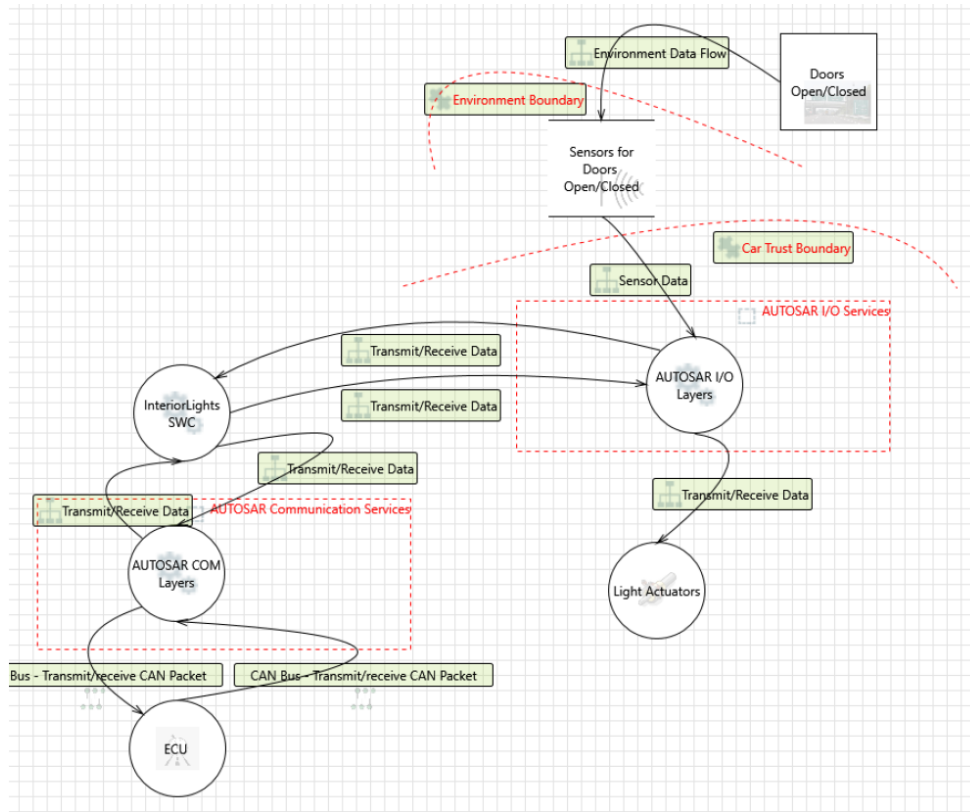 Environment Data Flow
Doors
Open/Closed
Environment Boundary
Sensors for
Doors
Open/Closed
Car Trust Boundary
Sensor Data
AUTOSAR I/O Services
Transmit/Receive Data
AUTOSAR I/O
Layers
InteriorLights
SWC
Transmit/Receive Data
Transmit/Receive Data
Transmit/Receive Data
Transmit/Receive Data
AUTOSAR Communication Services
AUTOSAR COM
Layers
Light Actuators
Bus - Transmit/receive CAN Packet
CAN Bus - Transmit/receive CAN Packet
ECU